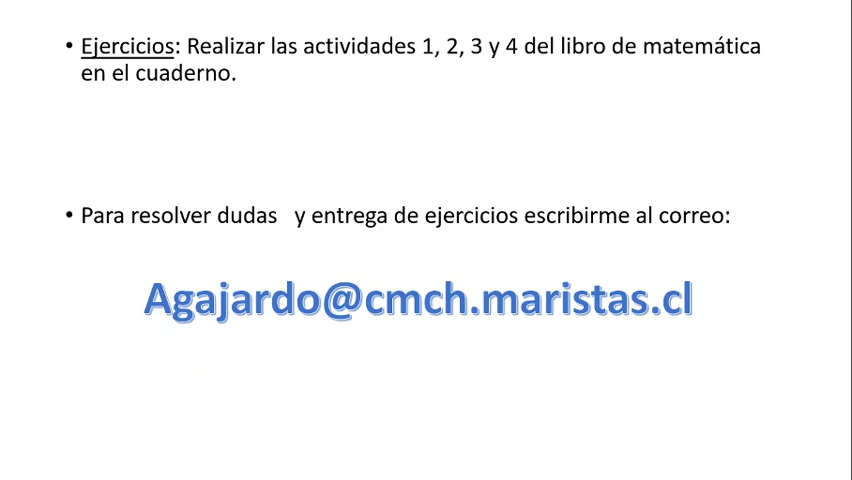 • Ejercicios: Realizar las actividades 1, 2, 3 y 4 del libro de matemática
en el cuaderno.
• Para resolver dudas   y entrega de ejercicios escribirme al correo:
Agajardo@cmch.maristas.cl